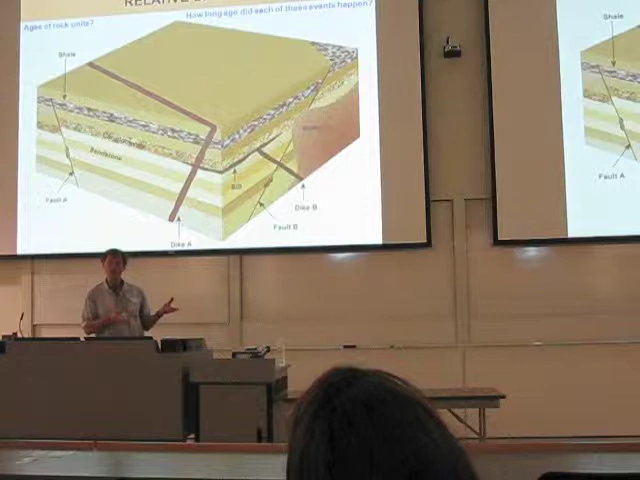 RELATIVE
Ages of rock units?
How long ago did each of these events happen?
Shale
Conglomerate
Sandstone
Sill
Dike B
Fault A
Fault B
Dike A
Shale
Fault A